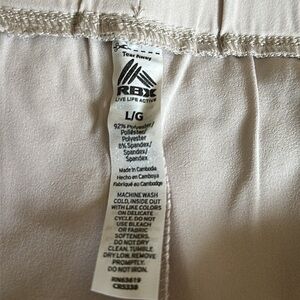 Tear Away
RBX
LIVE LIFE ACTIVE
L/G
92% Polyester/
Poliéster/
Polyester
8% Spandex/
Spandex/
Spandex
Made in Cambodia
Hecho en Camboya
Fabriqué au Cambodge
MACHINE WASH
COLD, INSIDE OUT
WITH LIKE COLORS
ON DELICATE
CYCLE. DO NOT
USE BLEACH
OR FABRIC
SOFTENERS.
DO NOT DRY
CLEAN. TUMBLE
DRY LOW. REMOVE
PROMPTLY.
DO NOT IRON.
RN63619
CR5338